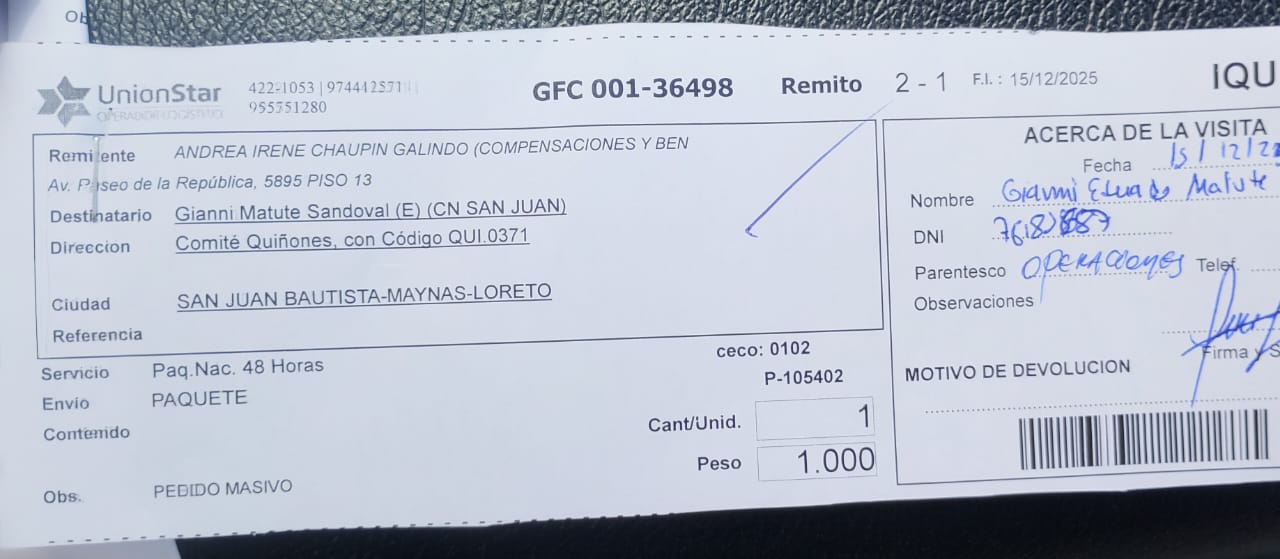 UnionStar
OPERADOR LOGISTICO
422-1053 | 974442571
955751280
GFC 001-36498
Remito 2 - 1
F.I. : 15/12/2025
IQU
Remitente ANDREA IRENE CHAUPIN GALINDO (COMPENSACIONES Y BEN
Av. Paseo de la República, 5895 PISO 13
Destinatario Gianni Matute Sandoval (E) (CN SAN JUAN)
Direccion Comité Quiñones, con Código QUI.0371
Ciudad SAN JUAN BAUTISTA-MAYNAS-LORETO
Referencia
Servicio Paq.Nac. 48 Horas
Envio PAQUETE
Contenido
Obs. PEDIDO MASIVO
ceco: 0102
P-105402
Cant/Unid. 1
Peso 1.000
ACERCA DE LA VISITA
Fecha 15/12/2
Nombre Gianni Eduardo Matute
DNI
Parentesco OPERACIONES Telef.
Observaciones
Firma y S
MOTIVO DE DEVOLUCION